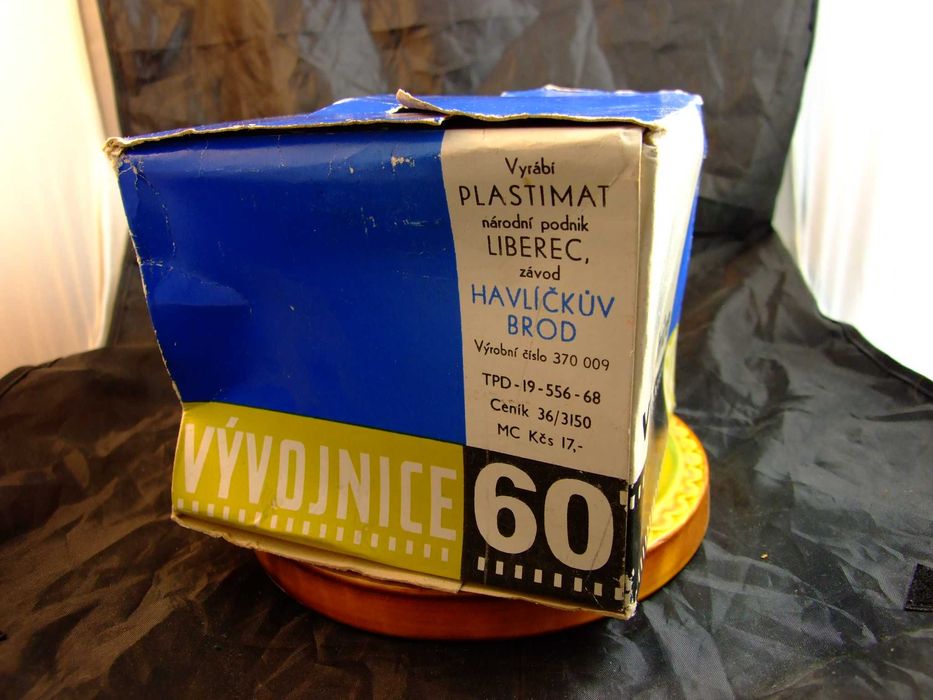 Vyrábí
PLASTIMAT
národní podnik
LIBEREC,
závod
HAVLÍČKŮV
BROD
Výrobní číslo 370 009
TPD-19-556-68
Ceník 36/3150
MC Kčs 17,-
VÝVOJNICE 60